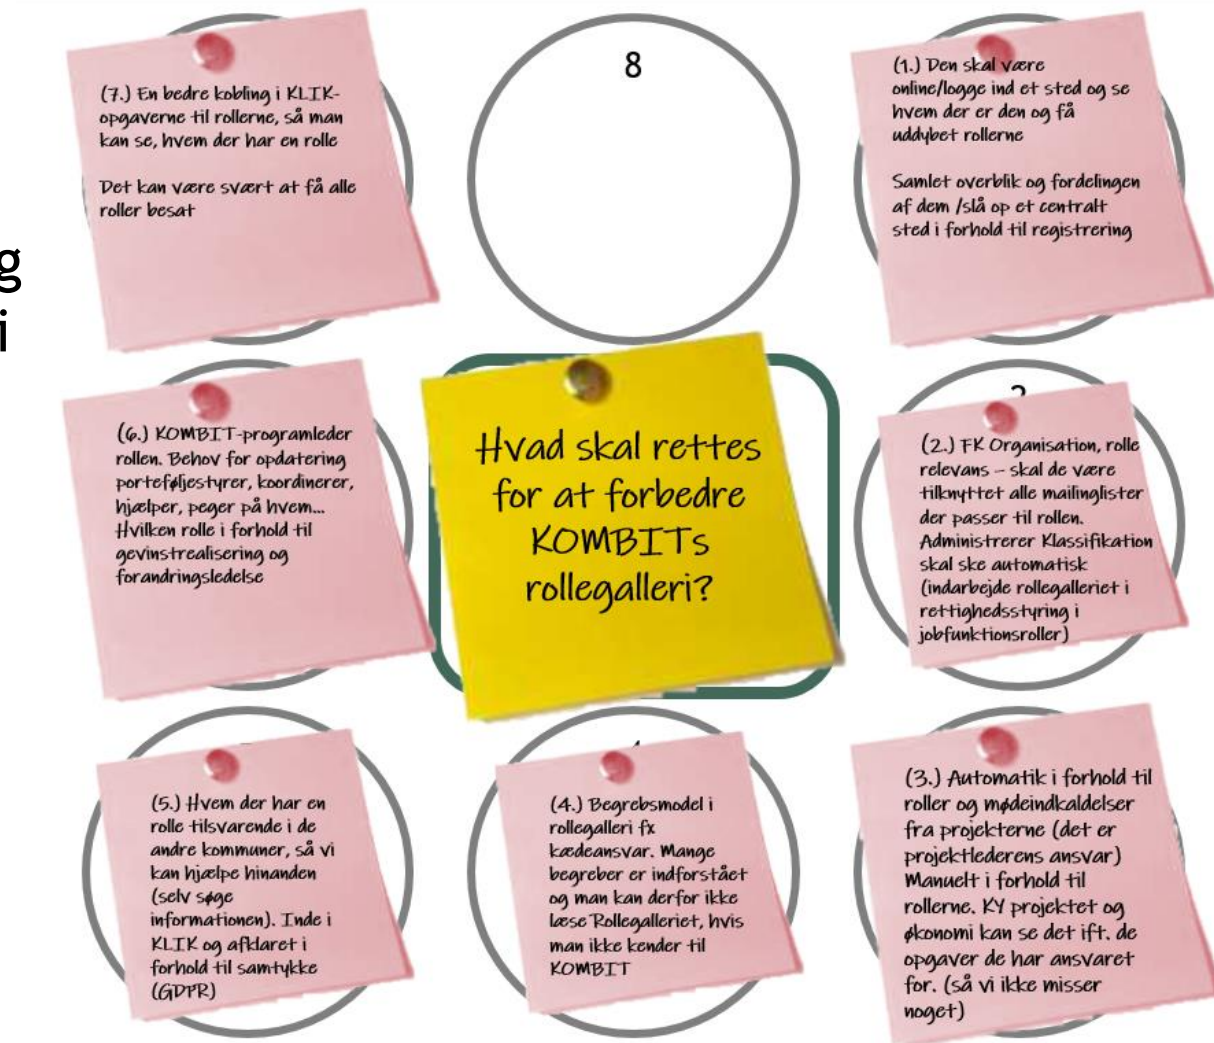 (7.) En bedre kobling i KLIK-
opgaverne til rollerne, så man
kan se, hvem der har en rolle
Det kan være svært at få alle
roller besat
8
(1.) Den skal være
online/logge ind et sted og se
hvem der er den og få
uddybet rollerne
Samlet overblik og fordelingen
af dem /slå op et centralt
sted i forhold til registrering
g
i
(6.) KOMBIT-programleder
rollen. Behov for opdatering
porteføljestyrer, koordinerer,
hjælper, peger på hvem...
Hvilken rolle i forhold til
gevinstrealisering og
forandringsledelse
Hvad skal rettes
for at forbedre
KOMBITs
rollegalleri?
(2.) FK Organisation, rolle
relevans – skal de være
tilknyttet alle mailinglister
der passer til rollen.
Administrerer Klassifikation
skal ske automatisk
(indarbejde rollegalleriet i
rettighedsstyring i
jobfunktionsroller)
(5.) Hvem der har en
rolle tilsvarende i de
andre kommuner, så vi
kan hjælpe hinanden
(selv søge
informationen). Inde i
KLIK og afklaret i
forhold til samtykke
(GDPR)
(4.) Begrebsmodel i
rollegalleri fx
kædeansvar. Mange
begreber er indforstået
og man kan derfor ikke
læse Rollegalleriet, hvis
man ikke kender til
KOMBIT
(3.) Automatik i forhold til
roller og mødeindkaldelser
fra projekterne (det er
projektlederens ansvar)
Manuelt i forhold til
rollerne. KY projektet og
økonomi kan se det ift. de
opgaver de har ansvaret
for. (så vi ikke misser
noget)